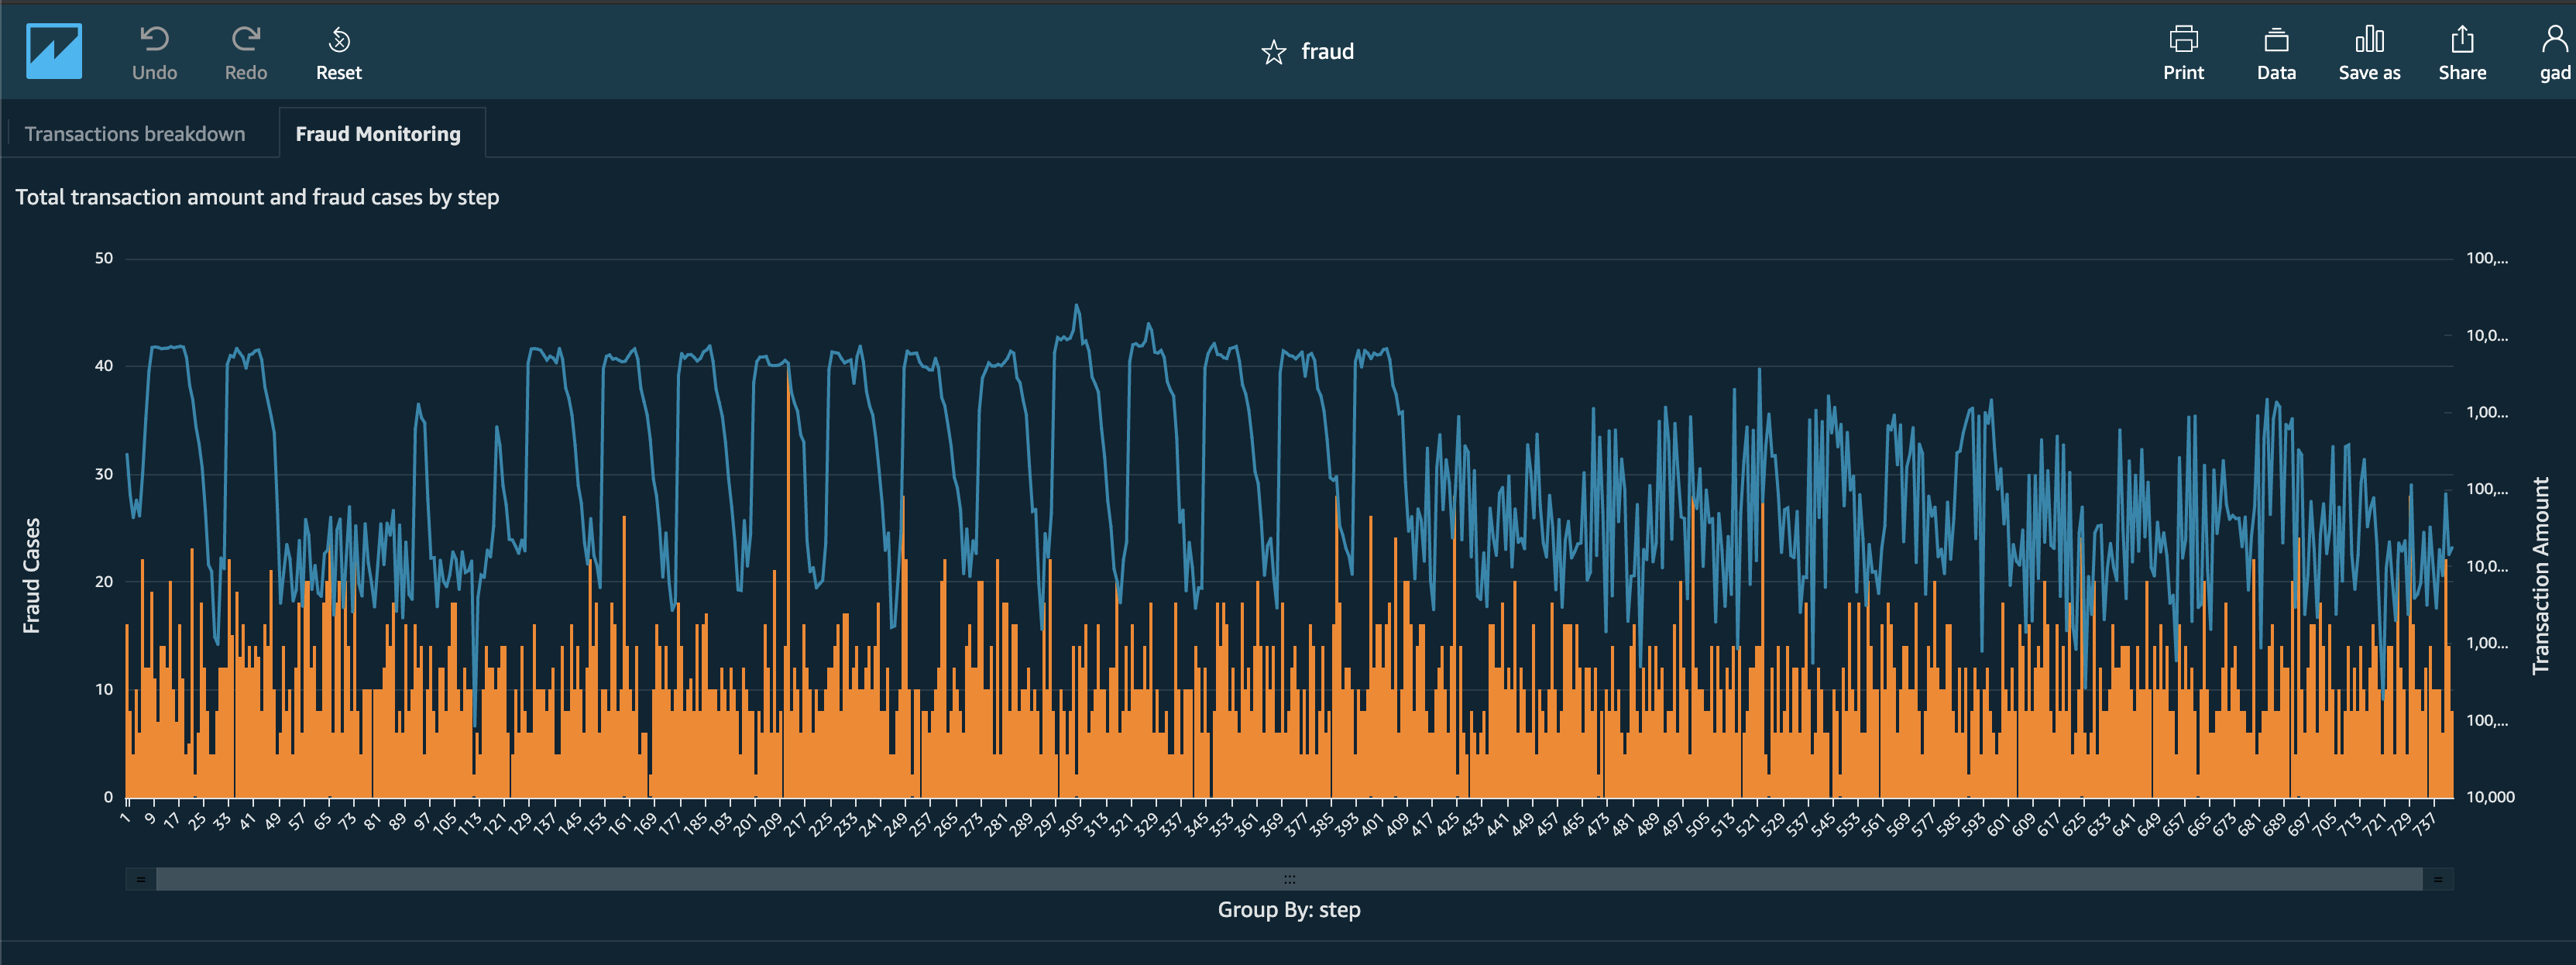 Undo Redo Reset fraud Print Data Save as Share gad
Transactions breakdown Fraud Monitoring
Total transaction amount and fraud cases by step
50 100,...
10,0...
40
1,00...
30 100,...
10,0...
20
1,00...
10 100,...
0 10,000
Fraud Cases
Transaction Amount
1 9 17 25 33 41 49 57 65 73 81 89 97 105 113 121 129 137 145 153 161 169 177 185 193 201 209 217 225 233 241 249 257 265 273 281 289 297 305 313 321 329 337 345 353 361 369 377 385 393 401 409 417 425 433 441 449 457 465 473 481 489 497 505 513 521 529 537 545 553 561 569 577 585 593 601 609 617 625 633 641 649 657 665 673 681 689 697 705 713 721 729 737
Group By: step